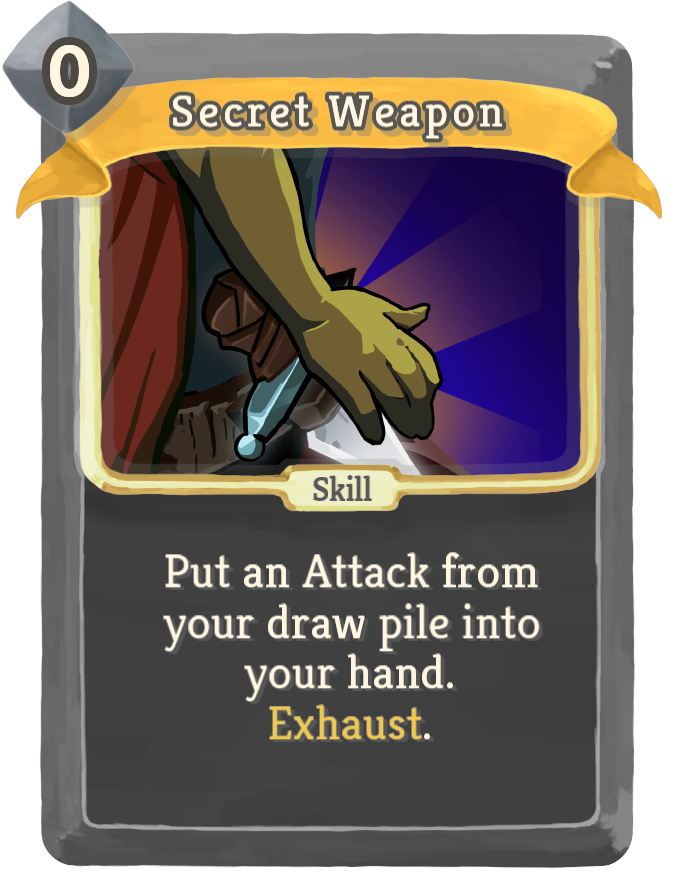 0
Secret Weapon
Skill
Put an Attack from
your draw pile into
your hand.
Exhaust.